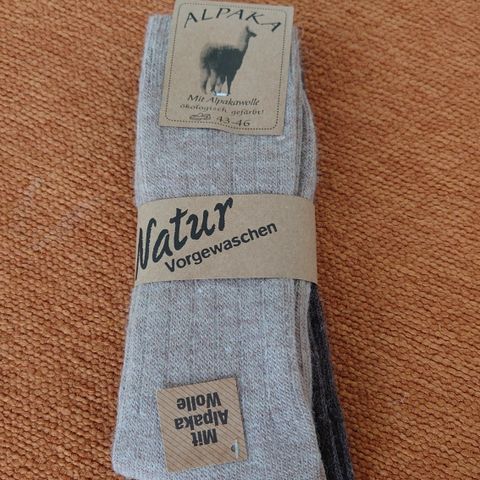 ALPAKA
Mit Alpakawolle
ökologisch gefärbt!
43-46
Natur
Vorgewaschen
Mit
Alpaka
Wolle